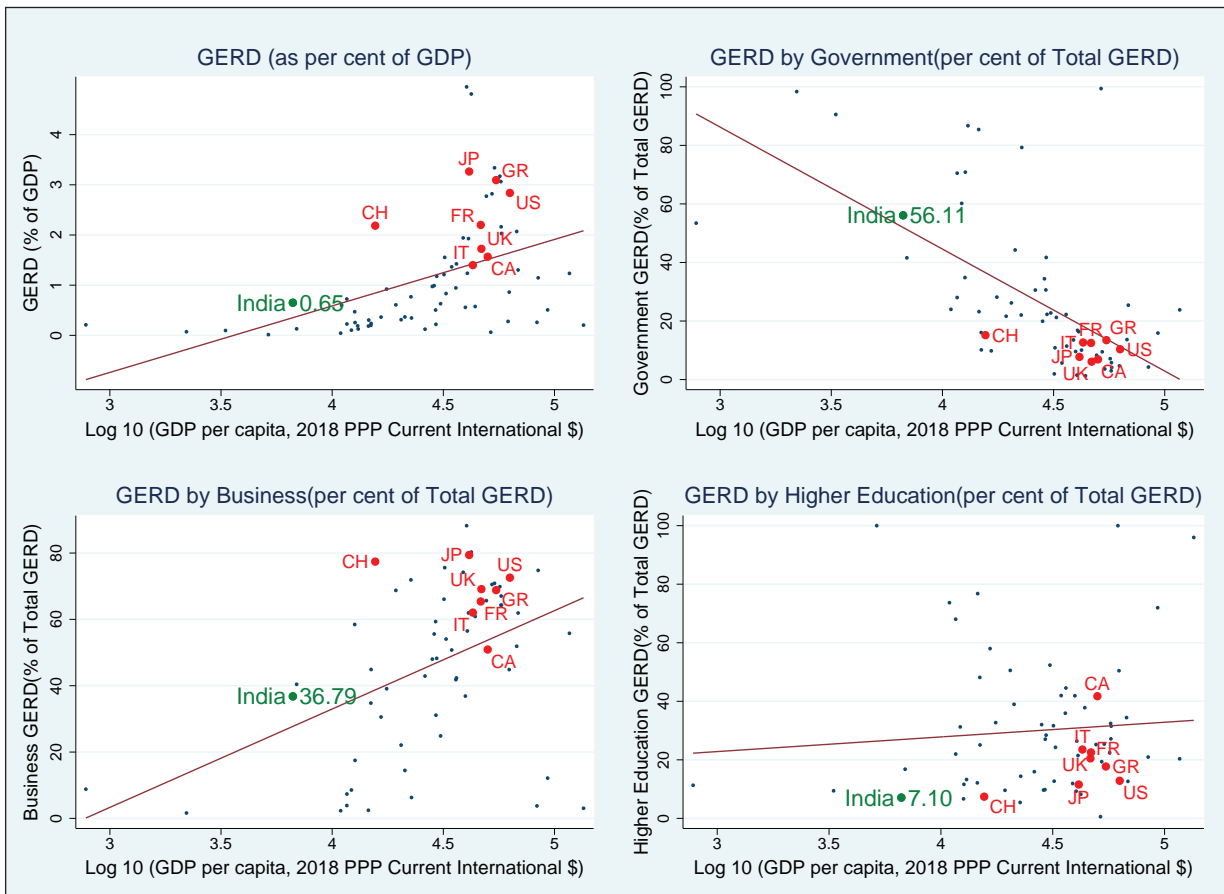 GERD (as per cent of GDP)
GERD (% of GDP)
4
3
2
1
0
JP
GR
US
CH
FR
UK
IT
CA
India 0.65
3
3.5
4
4.5
5
Log 10 (GDP per capita, 2018 PPP Current International $)
GERD by Government(per cent of Total GERD)
Government GERD(% of Total GERD)
100
80
60
40
20
0
India 56.11
CH
IT
FR
GR
JP
US
UK
CA
3
3.5
4
4.5
5
Log 10 (GDP per capita, 2018 PPP Current International $)
GERD by Business(per cent of Total GERD)
Business GERD(% of Total GERD)
80
60
40
20
0
CH
JP
US
UK
GR
FR
IT
CA
India 36.79
3
3.5
4
4.5
5
Log 10 (GDP per capita, 2018 PPP Current International $)
GERD by Higher Education(per cent of Total GERD)
Higher Education GERD(% of Total GERD)
100
80
60
40
20
0
CA
IT
FR
UK
GR
US
JP
CH
India 7.10
3
3.5
4
4.5
5
Log 10 (GDP per capita, 2018 PPP Current International $)